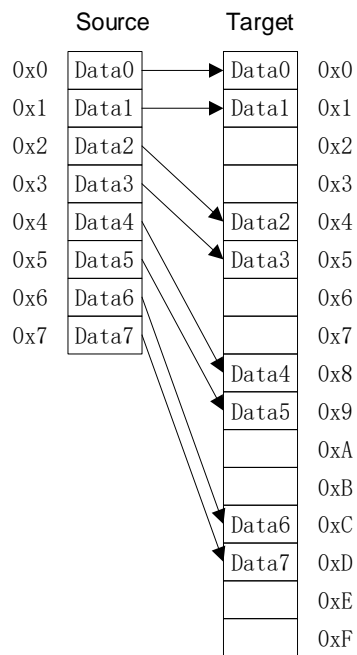 Source Target
0x0 Data0 Data0 0x0
0x1 Data1 Data1 0x1
0x2 Data2 0x2
0x3 Data3 0x3
0x4 Data4 Data2 0x4
0x5 Data5 Data3 0x5
0x6 Data6 0x6
0x7 Data7 0x7
Data4 0x8
Data5 0x9
0xA
0xB
Data6 0xC
Data7 0xD
0xE
0xF